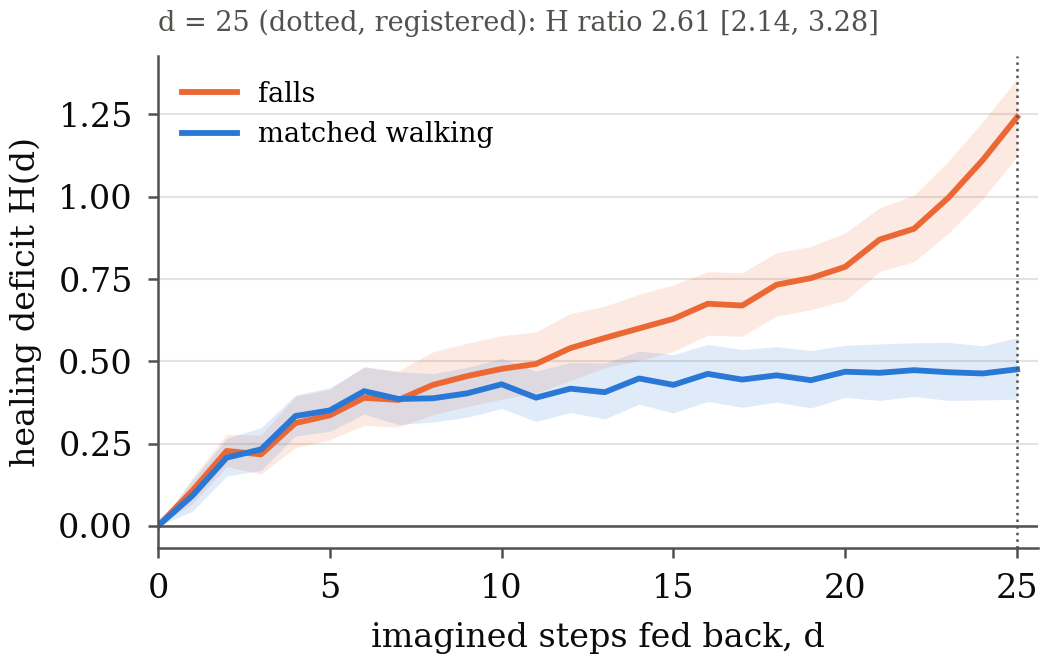 d = 25 (dotted, registered): H ratio 2.61 [2.14, 3.28]
falls
matched walking
healing deficit H(d)
1.25
1.00
0.75
0.50
0.25
0.00
0 5 10 15 20 25
imagined steps fed back, d